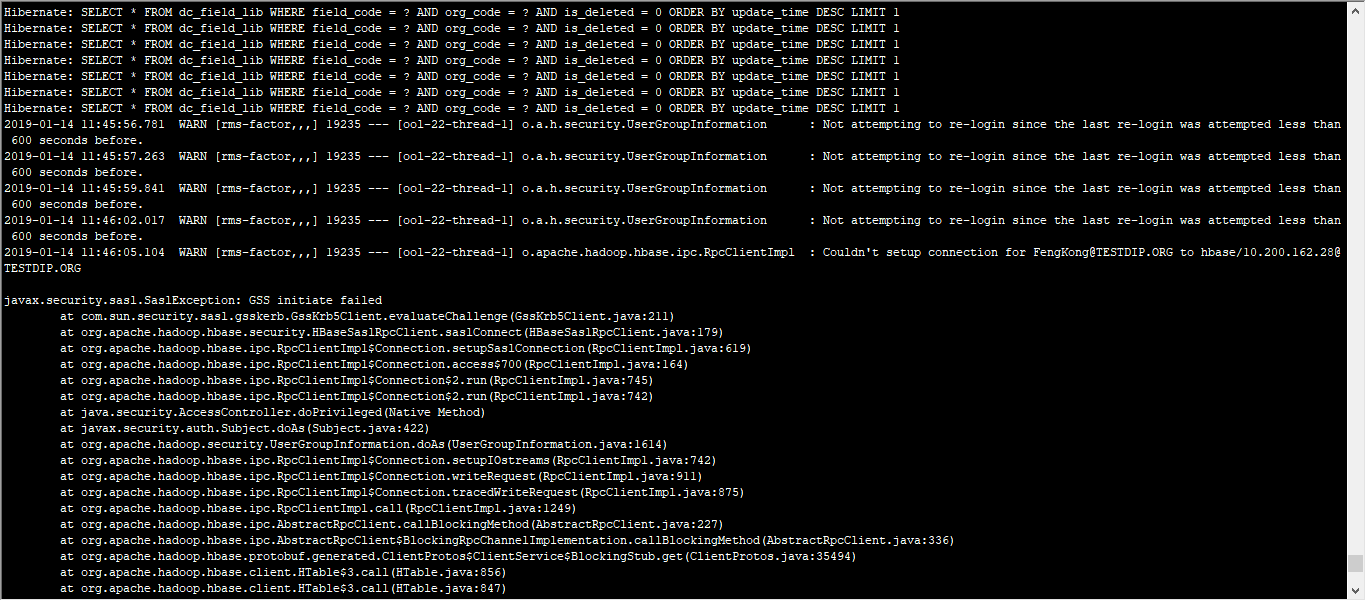 Hibernate: SELECT * FROM dc_field_lib WHERE field_code = ? AND org_code = ? AND is_deleted = 0 ORDER BY update_time DESC LIMIT 1
Hibernate: SELECT * FROM dc_field_lib WHERE field_code = ? AND org_code = ? AND is_deleted = 0 ORDER BY update_time DESC LIMIT 1
Hibernate: SELECT * FROM dc_field_lib WHERE field_code = ? AND org_code = ? AND is_deleted = 0 ORDER BY update_time DESC LIMIT 1
Hibernate: SELECT * FROM dc_field_lib WHERE field_code = ? AND org_code = ? AND is_deleted = 0 ORDER BY update_time DESC LIMIT 1
Hibernate: SELECT * FROM dc_field_lib WHERE field_code = ? AND org_code = ? AND is_deleted = 0 ORDER BY update_time DESC LIMIT 1
Hibernate: SELECT * FROM dc_field_lib WHERE field_code = ? AND org_code = ? AND is_deleted = 0 ORDER BY update_time DESC LIMIT 1
Hibernate: SELECT * FROM dc_field_lib WHERE field_code = ? AND org_code = ? AND is_deleted = 0 ORDER BY update_time DESC LIMIT 1
2019-01-14 11:45:56.781  WARN [rms-factor,,,] 19235 --- [ool-22-thread-1] o.a.h.security.UserGroupInformation      : Not attempting to re-login since the last re-login was attempted less than
 600 seconds before.
2019-01-14 11:45:57.263  WARN [rms-factor,,,] 19235 --- [ool-22-thread-1] o.a.h.security.UserGroupInformation      : Not attempting to re-login since the last re-login was attempted less than
 600 seconds before.
2019-01-14 11:45:59.841  WARN [rms-factor,,,] 19235 --- [ool-22-thread-1] o.a.h.security.UserGroupInformation      : Not attempting to re-login since the last re-login was attempted less than
 600 seconds before.
2019-01-14 11:46:02.017  WARN [rms-factor,,,] 19235 --- [ool-22-thread-1] o.a.h.security.UserGroupInformation      : Not attempting to re-login since the last re-login was attempted less than
 600 seconds before.
2019-01-14 11:46:05.104  WARN [rms-factor,,,] 19235 --- [ool-22-thread-1] o.apache.hadoop.hbase.ipc.RpcClientImpl  : Couldn't setup connection for FengKong@TESTDIP.ORG to hbase/10.200.162.28@
TESTDIP.ORG
javax.security.sasl.SaslException: GSS initiate failed
        at com.sun.security.sasl.gsskerb.GssKrb5Client.evaluateChallenge(GssKrb5Client.java:211)
        at org.apache.hadoop.hbase.security.HBaseSaslRpcClient.saslConnect(HBaseSaslRpcClient.java:179)
        at org.apache.hadoop.hbase.ipc.RpcClientImpl$Connection.setupSaslConnection(RpcClientImpl.java:619)
        at org.apache.hadoop.hbase.ipc.RpcClientImpl$Connection.access$700(RpcClientImpl.java:164)
        at org.apache.hadoop.hbase.ipc.RpcClientImpl$Connection$2.run(RpcClientImpl.java:745)
        at org.apache.hadoop.hbase.ipc.RpcClientImpl$Connection$2.run(RpcClientImpl.java:742)
        at java.security.AccessController.doPrivileged(Native Method)
        at javax.security.auth.Subject.doAs(Subject.java:422)
        at org.apache.hadoop.security.UserGroupInformation.doAs(UserGroupInformation.java:1614)
        at org.apache.hadoop.hbase.ipc.RpcClientImpl$Connection.setupIOstreams(RpcClientImpl.java:742)
        at org.apache.hadoop.hbase.ipc.RpcClientImpl$Connection.writeRequest(RpcClientImpl.java:911)
        at org.apache.hadoop.hbase.ipc.RpcClientImpl$Connection.tracedWriteRequest(RpcClientImpl.java:875)
        at org.apache.hadoop.hbase.ipc.RpcClientImpl.call(RpcClientImpl.java:1249)
        at org.apache.hadoop.hbase.ipc.AbstractRpcClient.callBlockingMethod(AbstractRpcClient.java:227)
        at org.apache.hadoop.hbase.ipc.AbstractRpcClient$BlockingRpcChannelImplementation.callBlockingMethod(AbstractRpcClient.java:336)
        at org.apache.hadoop.hbase.protobuf.generated.ClientProtos$ClientService$BlockingStub.get(ClientProtos.java:35494)
        at org.apache.hadoop.hbase.client.HTable$3.call(HTable.java:856)
        at org.apache.hadoop.hbase.client.HTable$3.call(HTable.java:847)